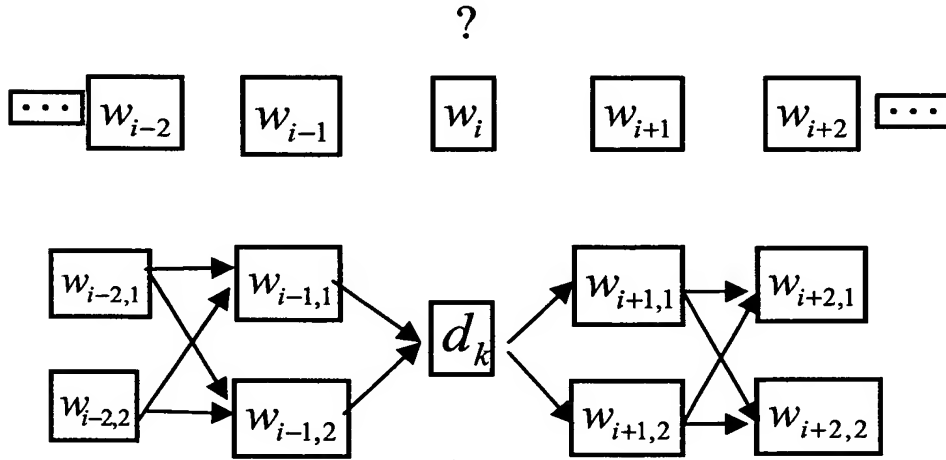 ?
... w_{i-2} w_{i-1} w_i w_{i+1} w_{i+2} ...
w_{i-2,1} w_{i-1,1} w_{i+1,1} w_{i+2,1}
d_k
w_{i-2,2} w_{i-1,2} w_{i+1,2} w_{i+2,2}